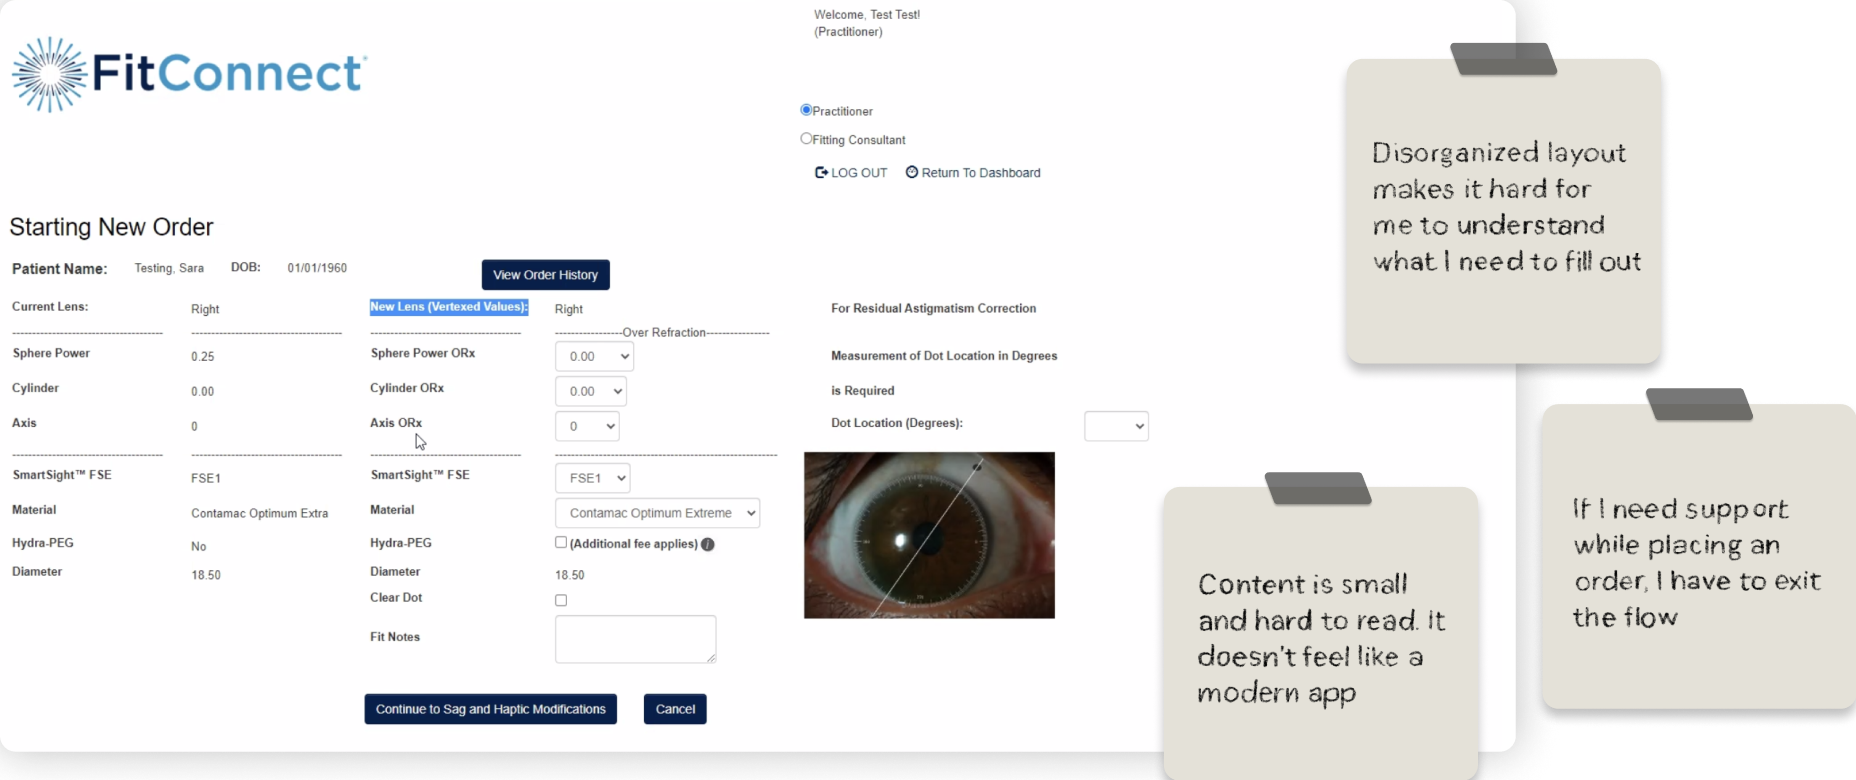 Welcome, Test Test!
(Practitioner)
FitConnect
Practitioner
Fitting Consultant
LOG OUT Return To Dashboard
Starting New Order
Patient Name: Testing, Sara DOB: 01/01/1960 View Order History
Current Lens: Right New Lens (Vertexed Values): Right For Residual Astigmatism Correction
-----------------Over Refraction----------------
Sphere Power 0.25 Sphere Power ORx 0.00 Measurement of Dot Location in Degrees
Cylinder 0.00 Cylinder ORx 0.00 is Required
Axis 0 Axis ORx 0 Dot Location (Degrees):
SmartSight™ FSE FSE1 SmartSight™ FSE FSE1
Material Contamac Optimum Extra Material Contamac Optimum Extreme
Hydra-PEG No Hydra-PEG (Additional fee applies) i
Diameter 18.50 Diameter 18.50
Clear Dot
Fit Notes
Continue to Sag and Haptic Modifications Cancel
Disorganized layout
makes it hard for
me to understand
what I need to fill out
Content is small
and hard to read. It
doesn't feel like a
modern app
If I need support
while placing an
order, I have to exit
the flow